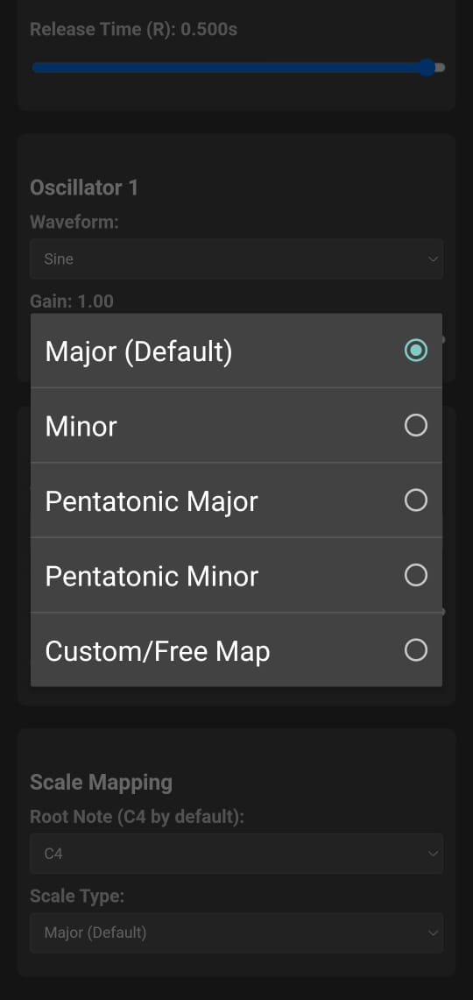 Release Time (R): 0.500s
Oscillator 1
Waveform:
Sine
Gain: 1.00
Major (Default)
Minor
Pentatonic Major
Pentatonic Minor
Custom/Free Map
Scale Mapping
Root Note (C4 by default):
C4
Scale Type:
Major (Default)